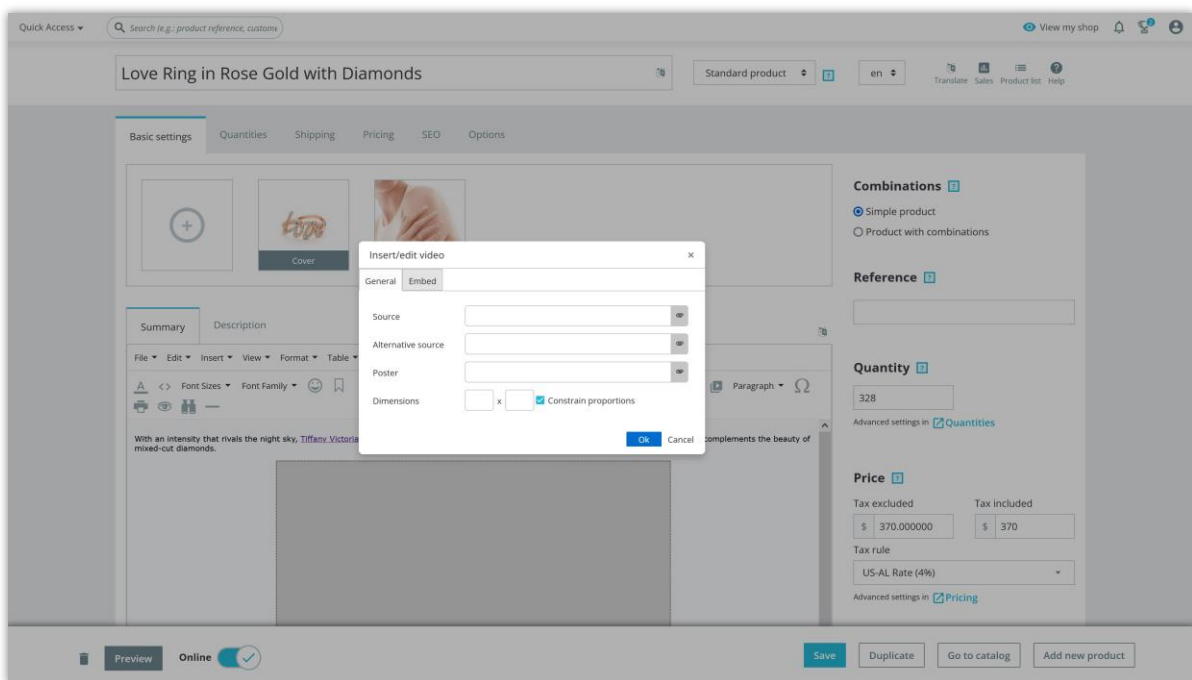 Quick Access
Search (e.g.: product reference, custome
View my shop
2
Love Ring in Rose Gold with Diamonds
Standard product
?
en
Translate Sales Product list Help
Basic settings Quantities Shipping Pricing SEO Options
Cover
Combinations ?
Simple product
Product with combinations
Reference ?
Insert/edit video ×
General Embed
Source
Alternative source
Poster
Dimensions x Constrain proportions
Ok Cancel
Summary Description
File Edit Insert View Format Table
A <> Font Sizes Font Family Paragraph Ω
With an intensity that rivals the night sky, Tiffany Victoria complements the beauty of
mixed-cut diamonds.
Quantity ?
328
Advanced settings in Quantities
Price ?
Tax excluded Tax included
$ 370.000000 $ 370
Tax rule
US-AL Rate (4%)
Advanced settings in Pricing
Preview Online Save Duplicate Go to catalog Add new product